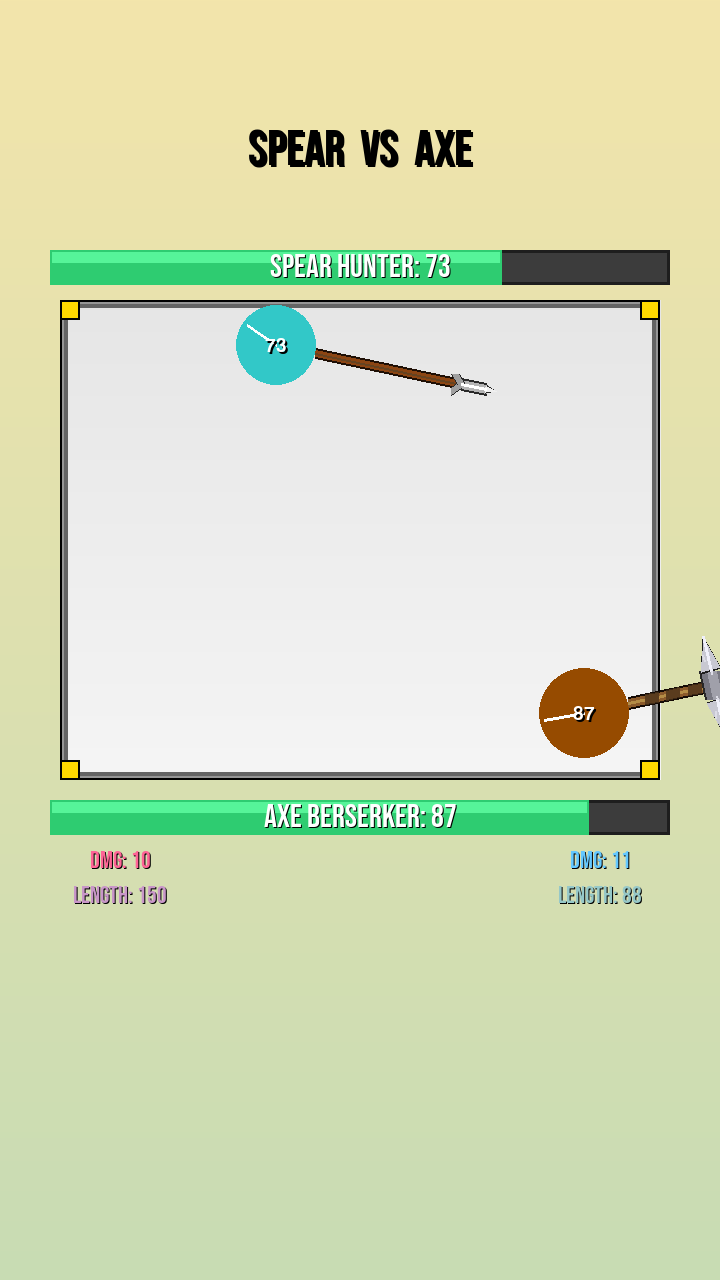 SPEAR VS AXE
SPEAR HUNTER: 73
73
87
AXE BERSERKER: 87
DMG: 10
DMG: 11
LENGTH: 150
LENGTH: 88